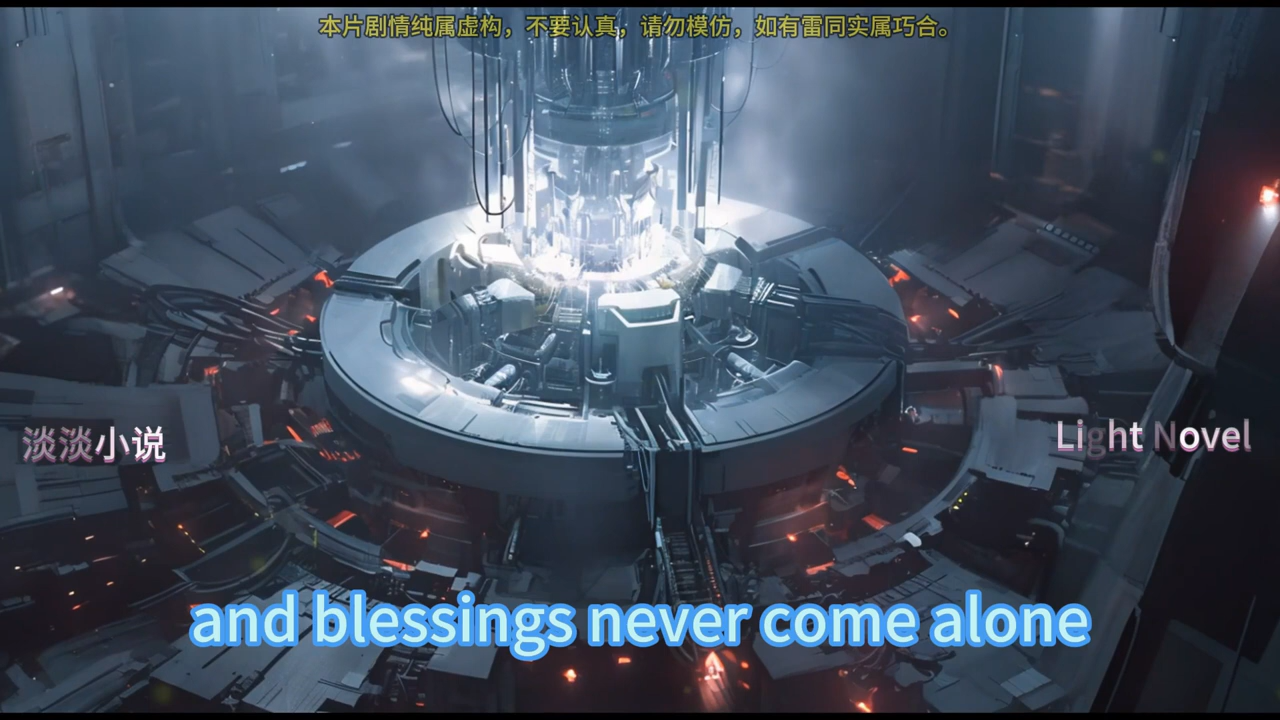 本片剧情纯属虚构，不要认真，请勿模仿，如有雷同实属巧合。
淡淡小说
Light Novel
and blessings never come alone